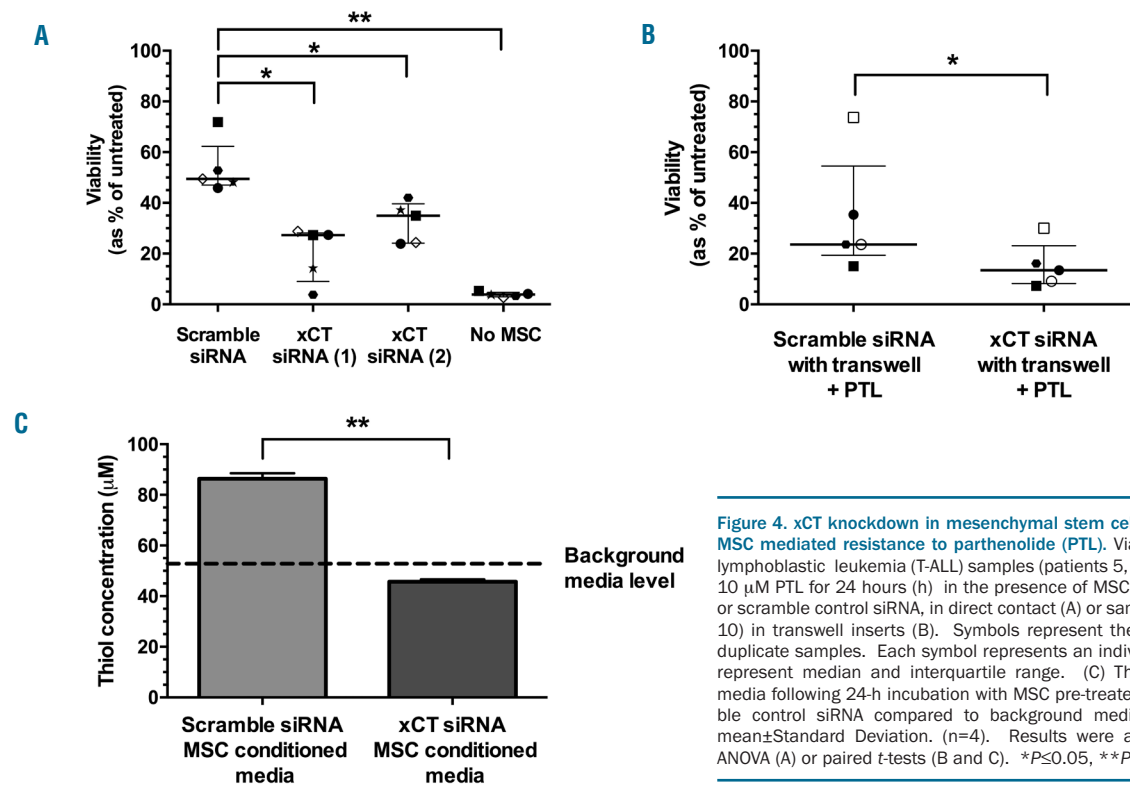 A
**
*
*
100
80
60
40
20
0
Viability
(as % of untreated)
Scramble
siRNA
xCT
siRNA (1)
xCT
siRNA (2)
No MSC
B
*
100
80
60
40
20
0
Viability
(as % of untreated)
Scramble siRNA
with transwell
+ PTL
xCT siRNA
with transwell
+ PTL
C
**
100
80
60
40
20
0
Thiol concentration (μM)
Background
media level
Scramble siRNA
MSC conditioned
media
xCT siRNA
MSC conditioned
media
Figure 4. xCT knockdown in mesenchymal stem ce
MSC mediated resistance to parthenolide (PTL). Via
lymphoblastic leukemia (T-ALL) samples (patients 5,
10 μM PTL for 24 hours (h) in the presence of MSC
or scramble control siRNA, in direct contact (A) or sar
10) in transwell inserts (B). Symbols represent the
duplicate samples. Each symbol represents an indiv
represent median and interquartile range. (C) Th
media following 24-h incubation with MSC pre-treate
ble control siRNA compared to background medi
mean±Standard Deviation. (n=4). Results were a
ANOVA (A) or paired t-tests (B and C). *P≤0.05, **P